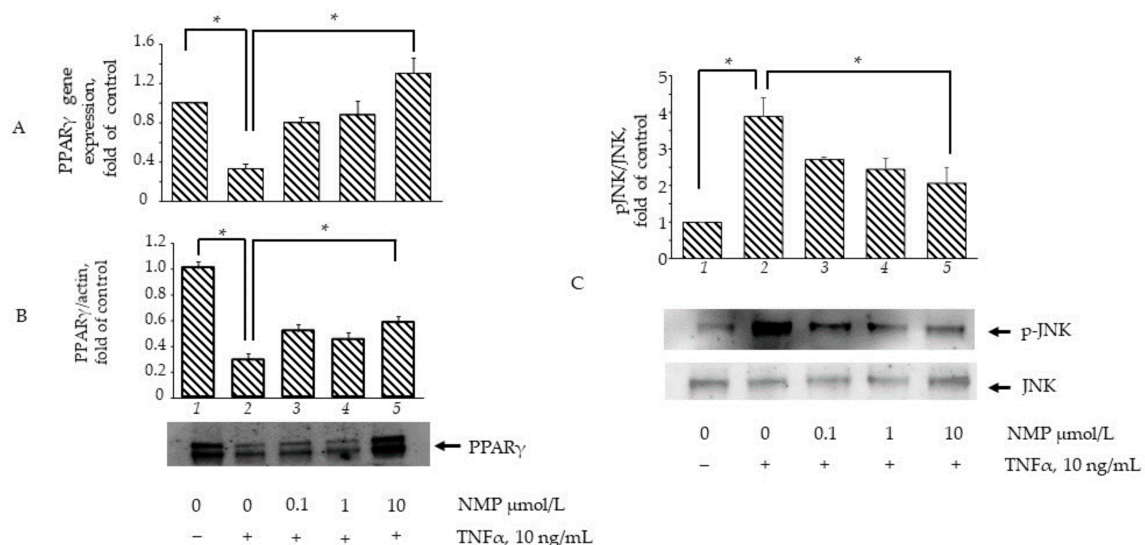 A
PPARγ gene
expression,
fold of control
1.6
1.2
0.8
0.4
0
*
*
B
PPARγ/actin,
fold of control
1.2
1.0
0.8
0.6
0.4
0.2
0
*
*
1 2 3 4 5
PPARγ
0 0 0.1 1 10 NMP µmol/L
– + + + + TNFα, 10 ng/mL
C
pJNK/JNK,
fold of control
5
4
3
2
1
0
*
*
1 2 3 4 5
p-JNK
JNK
0 0 0.1 1 10 NMP µmol/L
– + + + + TNFα, 10 ng/mL